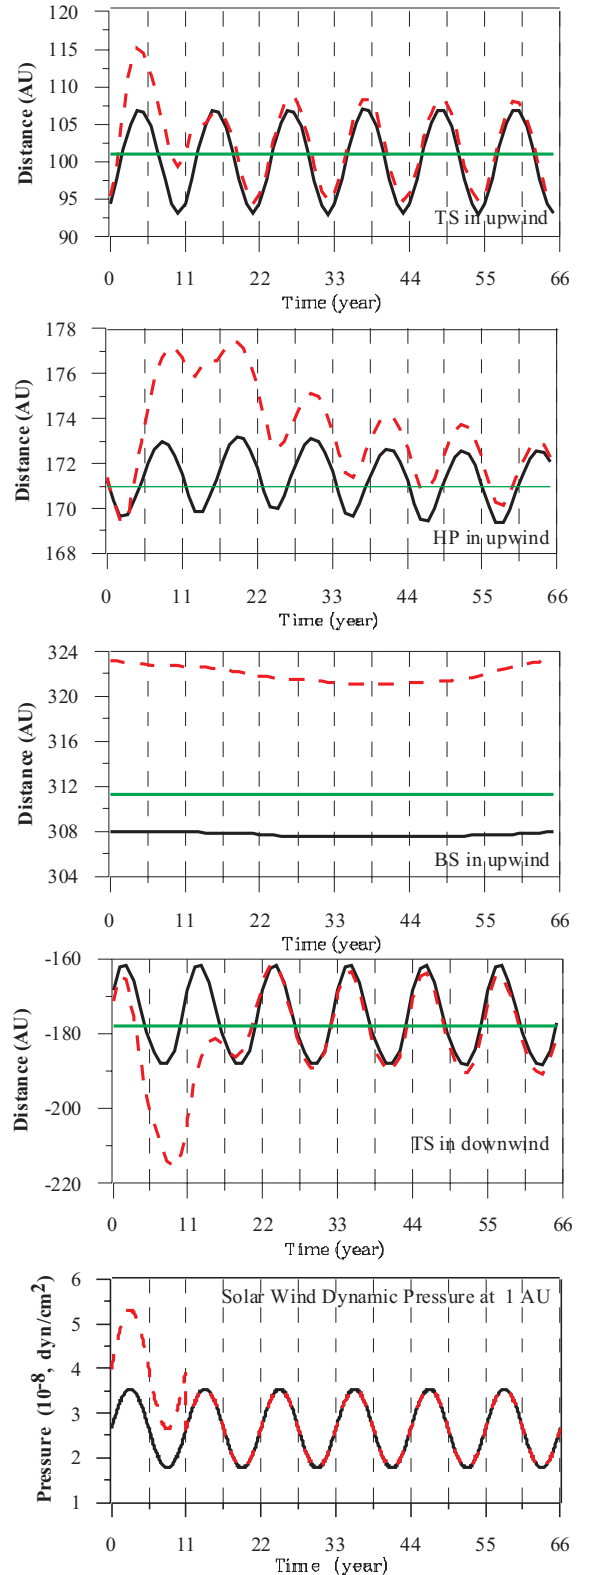 120
115
110
105
100
95
90
Distance (AU)
TS in upwind
0 11 22 33 44 55 66
Time (year)
178
176
174
172
170
168
Distance (AU)
HP in upwind
0 11 22 33 44 55 66
Time (year)
324
320
316
312
308
304
Distance (AU)
BS in upwind
0 11 22 33 44 55 66
Time (year)
-160
-180
-200
-220
Distance (AU)
TS in downwind
0 11 22 33 44 55 66
Time (year)
6
5
4
3
2
1
Pressure (10⁻⁸, dyn/cm²)
Solar Wind Dynamic Pressure at 1 AU
0 11 22 33 44 55 66
Time (year)